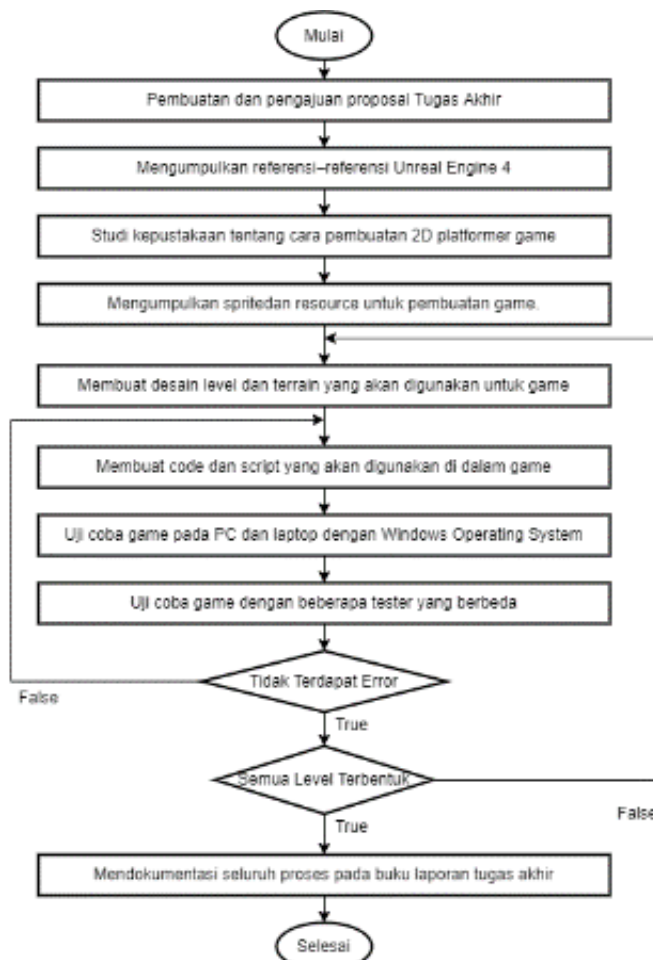 Mulai
Pembuatan dan pengajuan proposal Tugas Akhir
Mengumpulkan referensi–referensi Unreal Engine 4
Studi kepustakaan tentang cara pembuatan 2D platformer game
Mengumpulkan spritedan resource untuk pembuatan game.
Membuat desain level dan terrain yang akan digunakan untuk game
Membuat code dan script yang akan digunakan di dalam game
Uji coba game pada PC dan laptop dengan Windows Operating System
Uji coba game dengan beberapa tester yang berbeda
Tidak Terdapat Error
False
True
Semua Level Terbentuk
False
True
Mendokumentasi seluruh proses pada buku laporan tugas akhir
Selesai